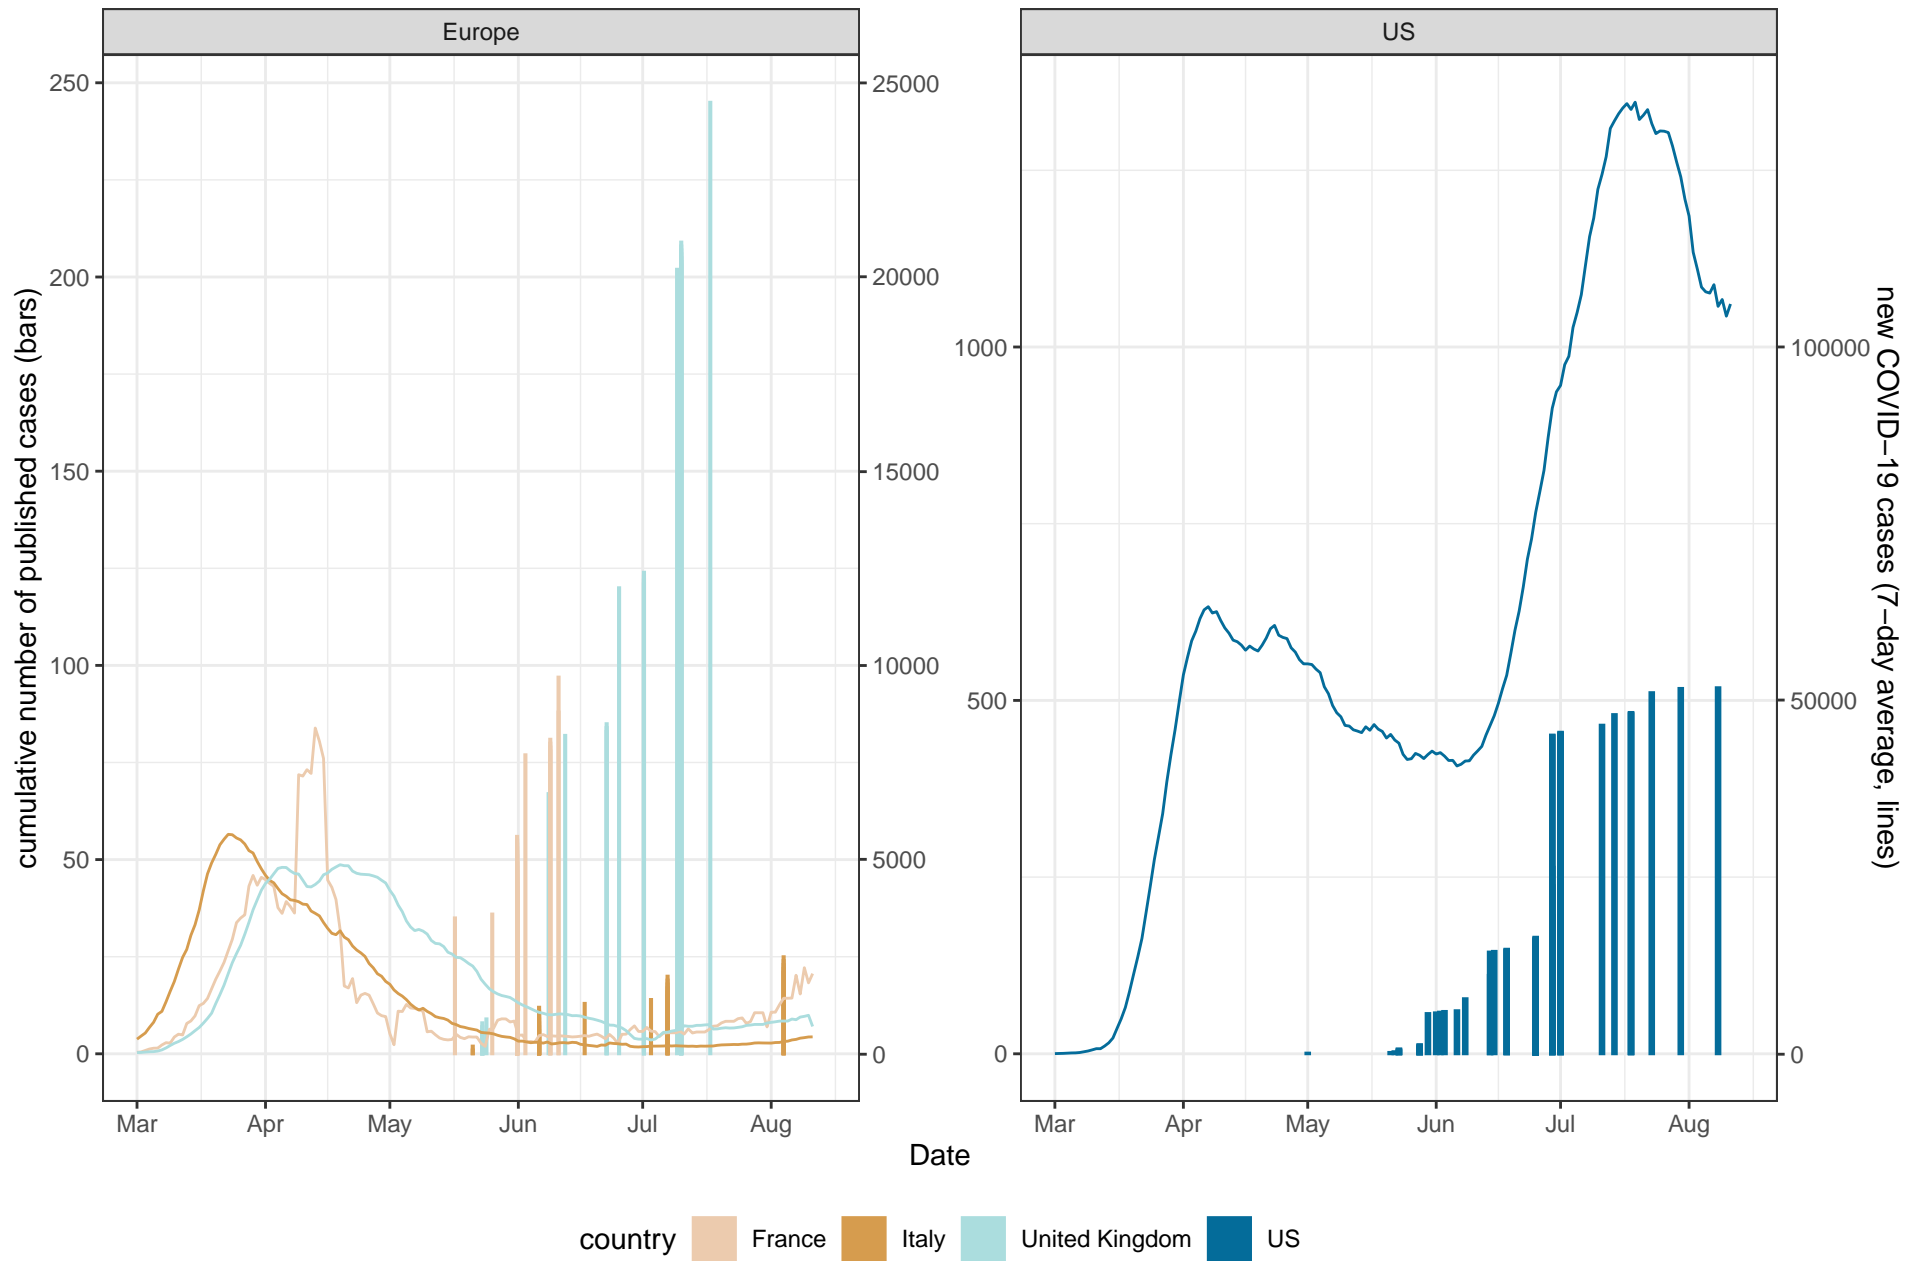 Europe
US
cumulative number of published cases (bars)
250
200
150
100
50
0
25000
20000
15000
10000
5000
0
1000
500
0
100000
50000
0
new COVID−19 cases (7−day average, lines)
Mar Apr May Jun Jul Aug
Mar Apr May Jun Jul Aug
Date
country France Italy United Kingdom US